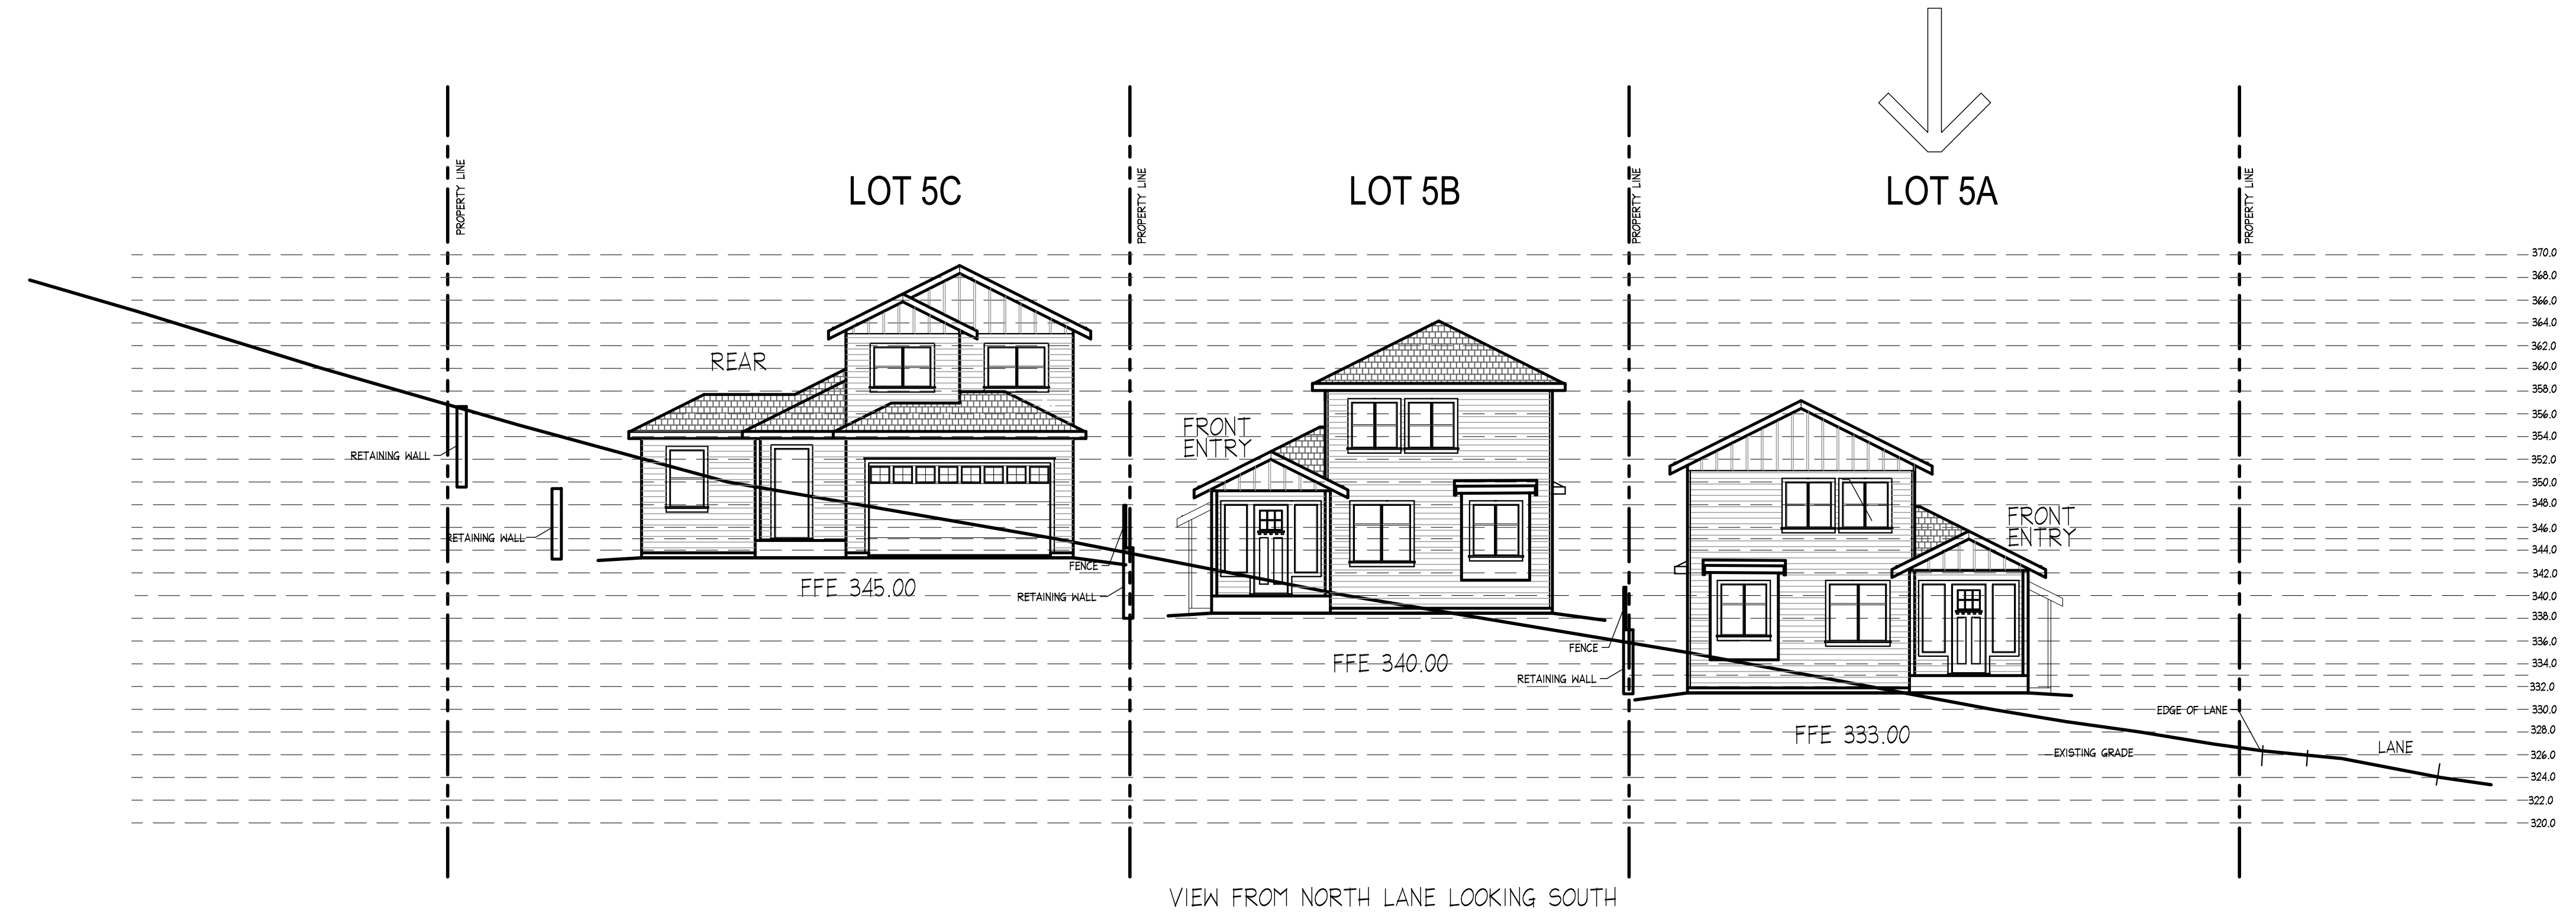 LOT 5C
LOT 5B
LOT 5A
PROPERTY LINE
PROPERTY LINE
PROPERTY LINE
PROPERTY LINE
370.0
368.0
366.0
364.0
362.0
360.0
358.0
356.0
354.0
352.0
350.0
348.0
346.0
344.0
342.0
340.0
338.0
336.0
334.0
332.0
330.0
328.0
326.0
324.0
322.0
320.0
REAR
RETAINING WALL
RETAINING WALL
FFE 345.00
FENCE
RETAINING WALL
FRONT
ENTRY
FFE 340.00
FENCE
RETAINING WALL
FRONT
ENTRY
FFE 333.00
EDGE OF LANE
EXISTING GRADE
LANE
VIEW FROM NORTH LANE LOOKING SOUTH